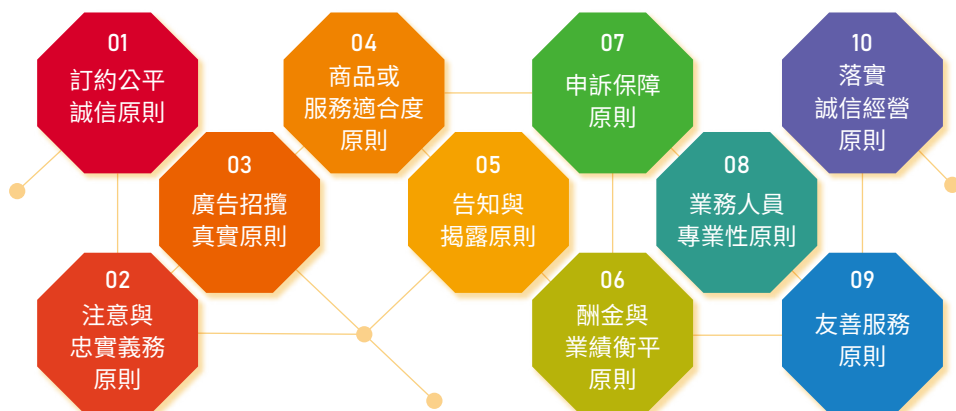 01
訂約公平
誠信原則
02
注意與
忠實義務
原則
03
廣告招攬
真實原則
04
商品或
服務適合度
原則
05
告知與
揭露原則
06
酬金與
業績衡平
原則
07
申訴保障
原則
08
業務人員
專業性原則
09
友善服務
原則
10
落實
誠信經營
原則